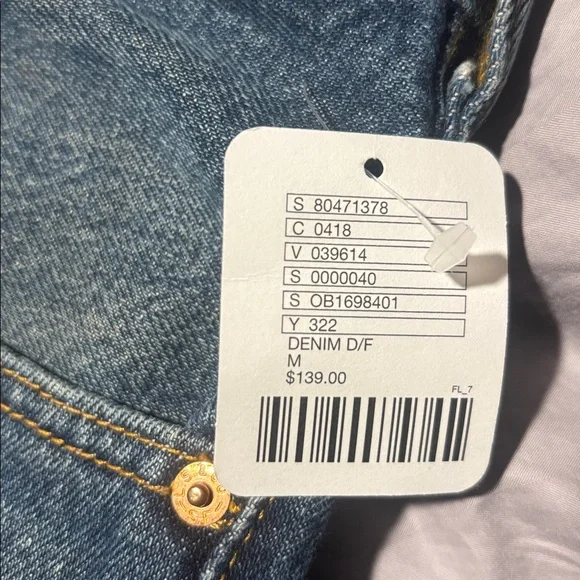 S 80471378
C 0418
V 039614
S 0000040
S OB1698401
Y 322
DENIM D/F
M
$139.00
FL_7